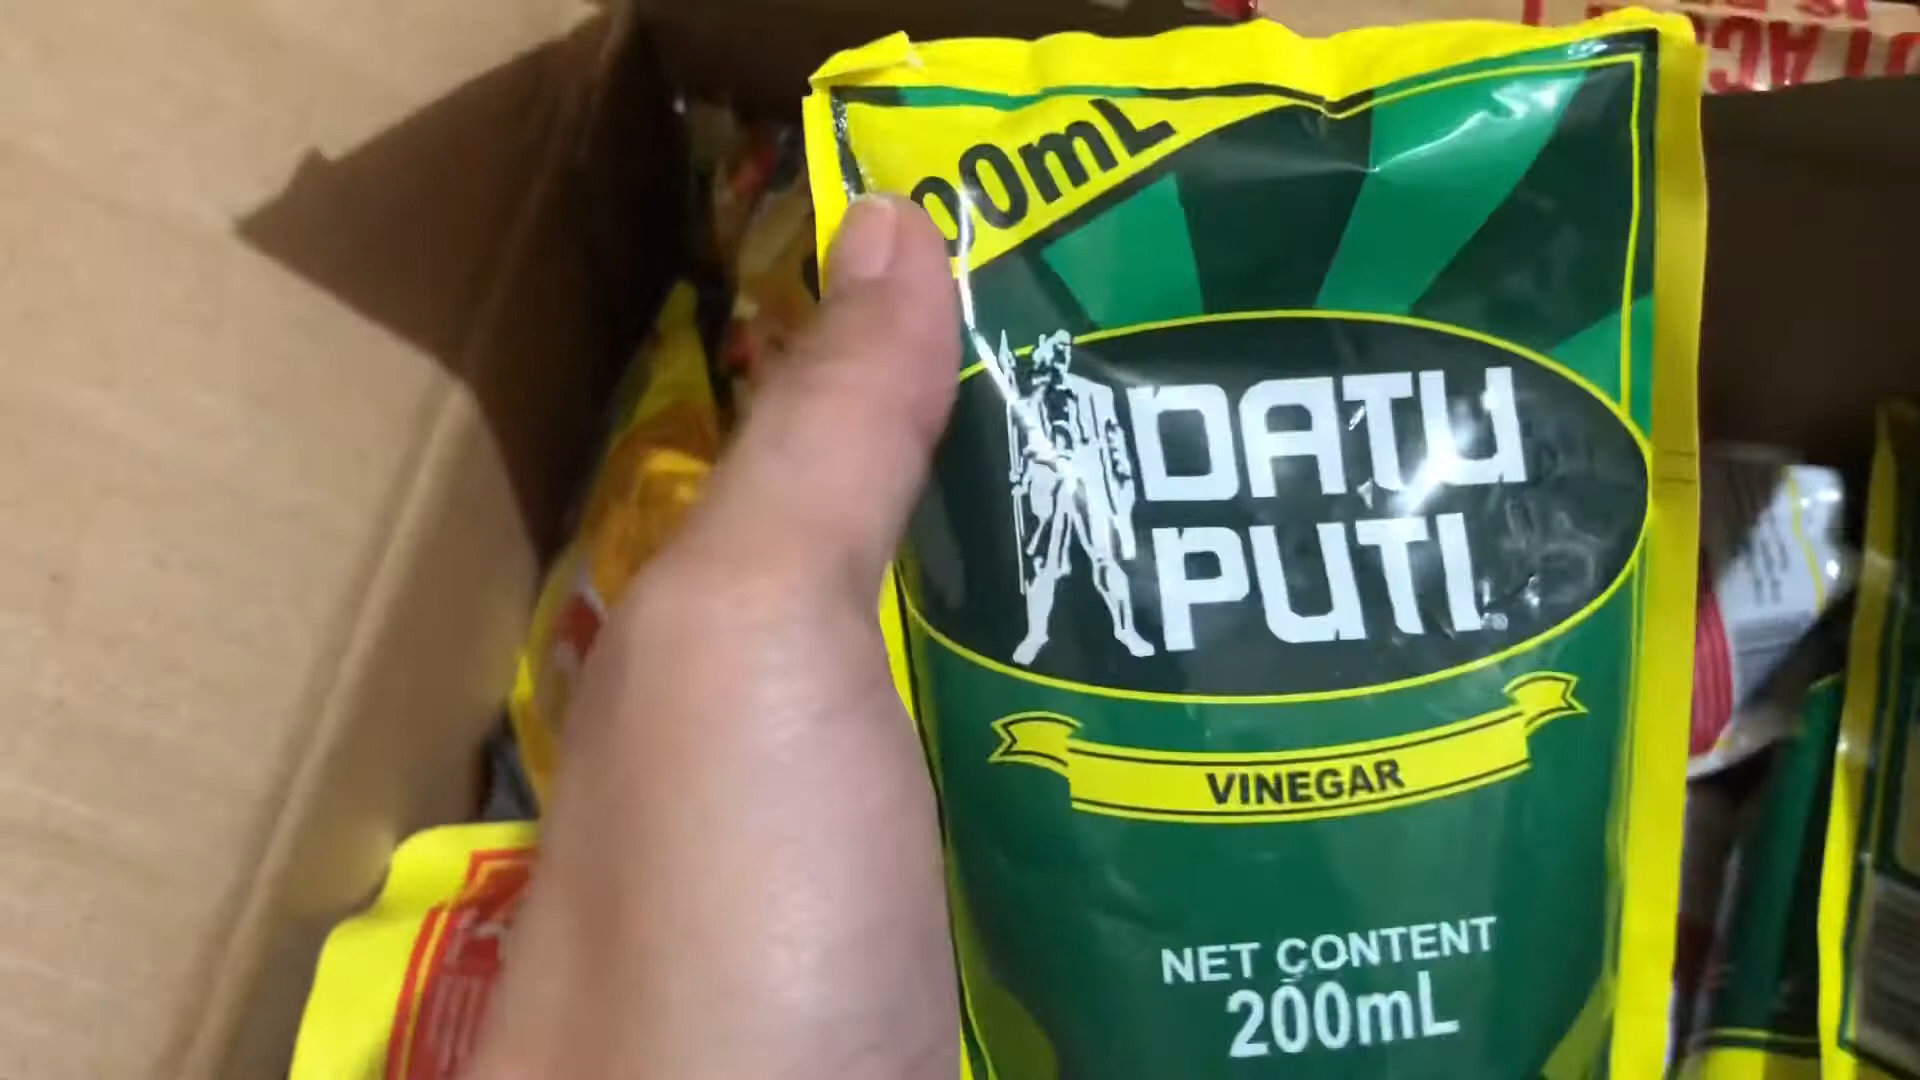 00mL
DATU
PUTI
VINEGAR
NET CONTENT
200mL